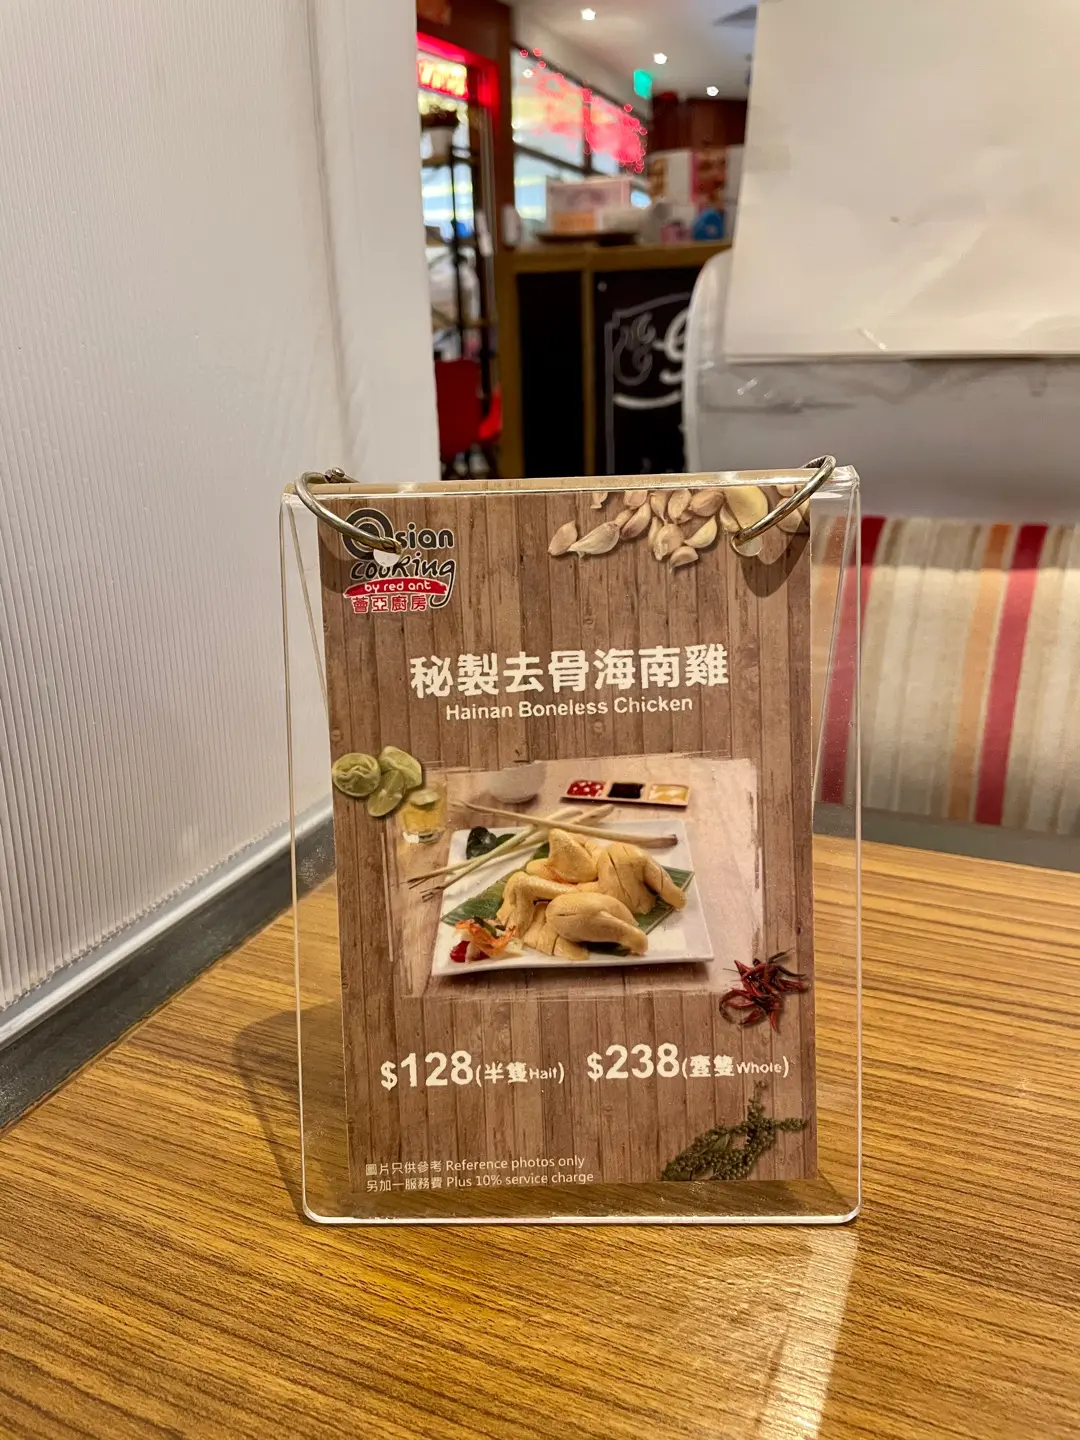 asian
cooking
by red ant
薈亞廚房
秘製去骨海南雞
Hainan Boneless Chicken
$128(半隻Half) $238(壹隻Whole)
圖片只供參考 Reference photos only
另加一服務費 Plus 10% service charge